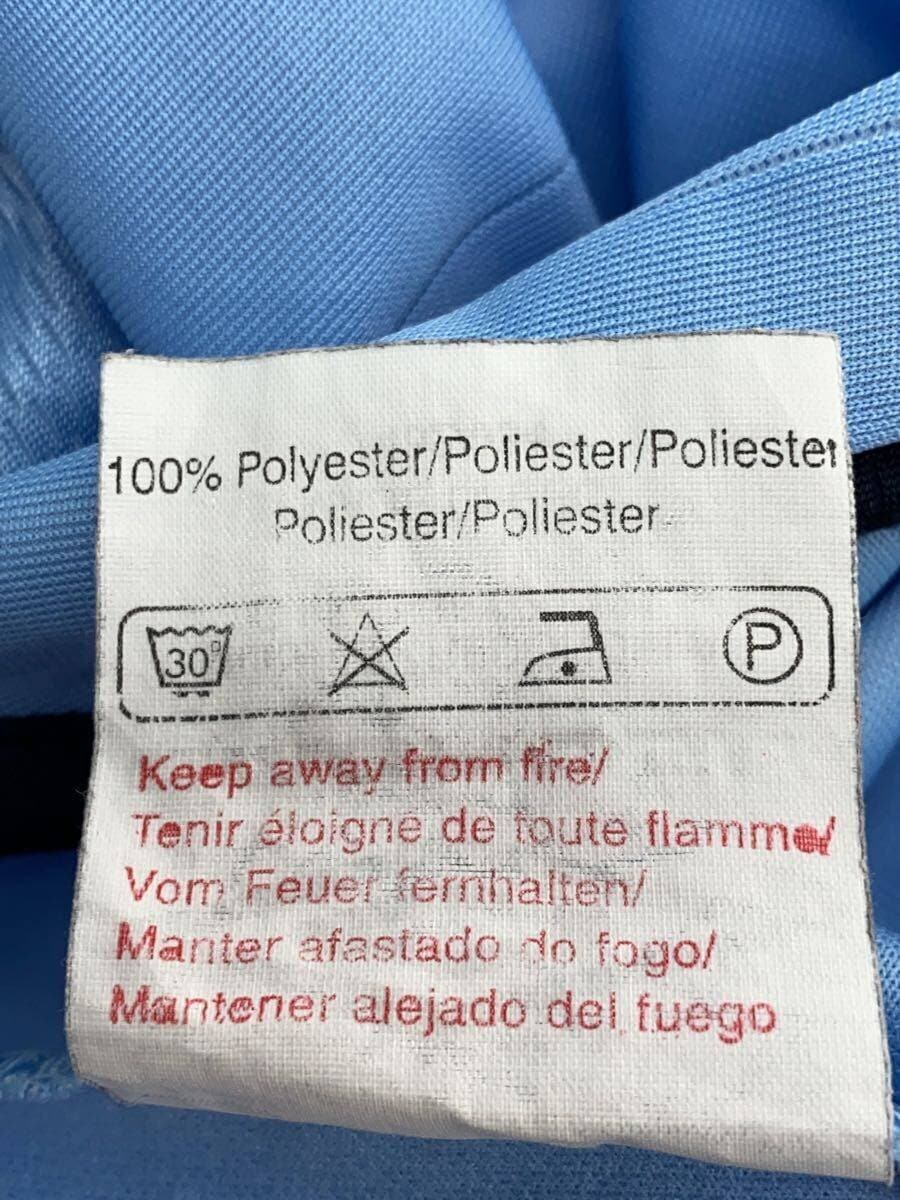 100% Polyester/Poliester/Poliester
Poliester/Poliester
30°
P
Keep away from fire/
Tenir éloigné de toute flamme/
Vom Feuer fernhalten/
Manter afastado do fogo/
Mantener alejado del fuego